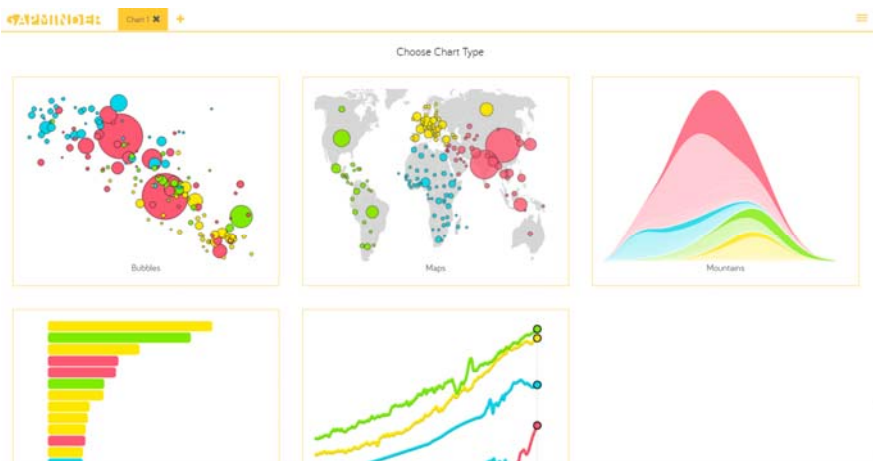 GAPMINDER
Chart 1 ✖ +
Choose Chart Type
Bubbles
Maps
Mountains